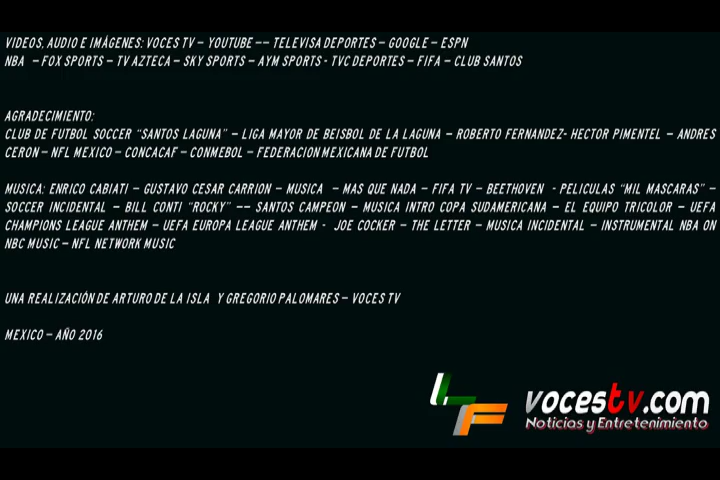 VIDEOS, AUDIO E IMÁGENES: VOCES TV – YOUTUBE –– TELEVISA DEPORTES – GOOGLE – ESPN
NBA – FOX SPORTS – TV AZTECA – SKY SPORTS – AYM SPORTS - TVC DEPORTES – FIFA – CLUB SANTOS
AGRADECIMIENTO:
CLUB DE FUTBOL SOCCER "SANTOS LAGUNA" – LIGA MAYOR DE BEISBOL DE LA LAGUNA – ROBERTO FERNANDEZ- HECTOR PIMENTEL – ANDRES
CERON – NFL MEXICO – CONCACAF – CONMEBOL – FEDERACION MEXICANA DE FUTBOL
MUSICA: ENRICO CABIATI – GUSTAVO CESAR CARRION – MUSICA – MAS QUE NADA – FIFA TV – BEETHOVEN - PELICULAS "MIL MASCARAS" –
SOCCER INCIDENTAL – BILL CONTI "ROCKY" –– SANTOS CAMPEON – MUSICA INTRO COPA SUDAMERICANA – EL EQUIPO TRICOLOR – UEFA
CHAMPIONS LEAGUE ANTHEM – UEFA EUROPA LEAGUE ANTHEM - JOE COCKER – THE LETTER – MUSICA INCIDENTAL – INSTRUMENTAL NBA ON
NBC MUSIC – NFL NETWORK MUSIC
UNA REALIZACIÓN DE ARTURO DE LA ISLA Y GREGORIO PALOMARES – VOCES TV
MEXICO – AÑO 2016
LTF vocestv.com
Noticias y Entretenimiento